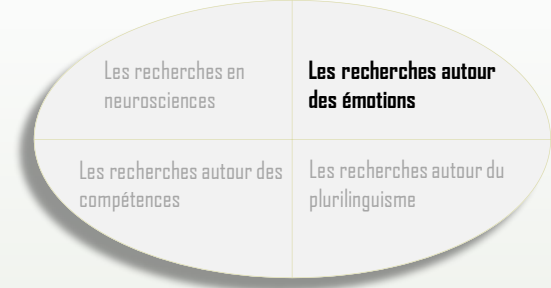 Les recherches en
neurosciences
Les recherches autour
des émotions
Les recherches autour des
compétences
Les recherches autour du
plurilinguisme